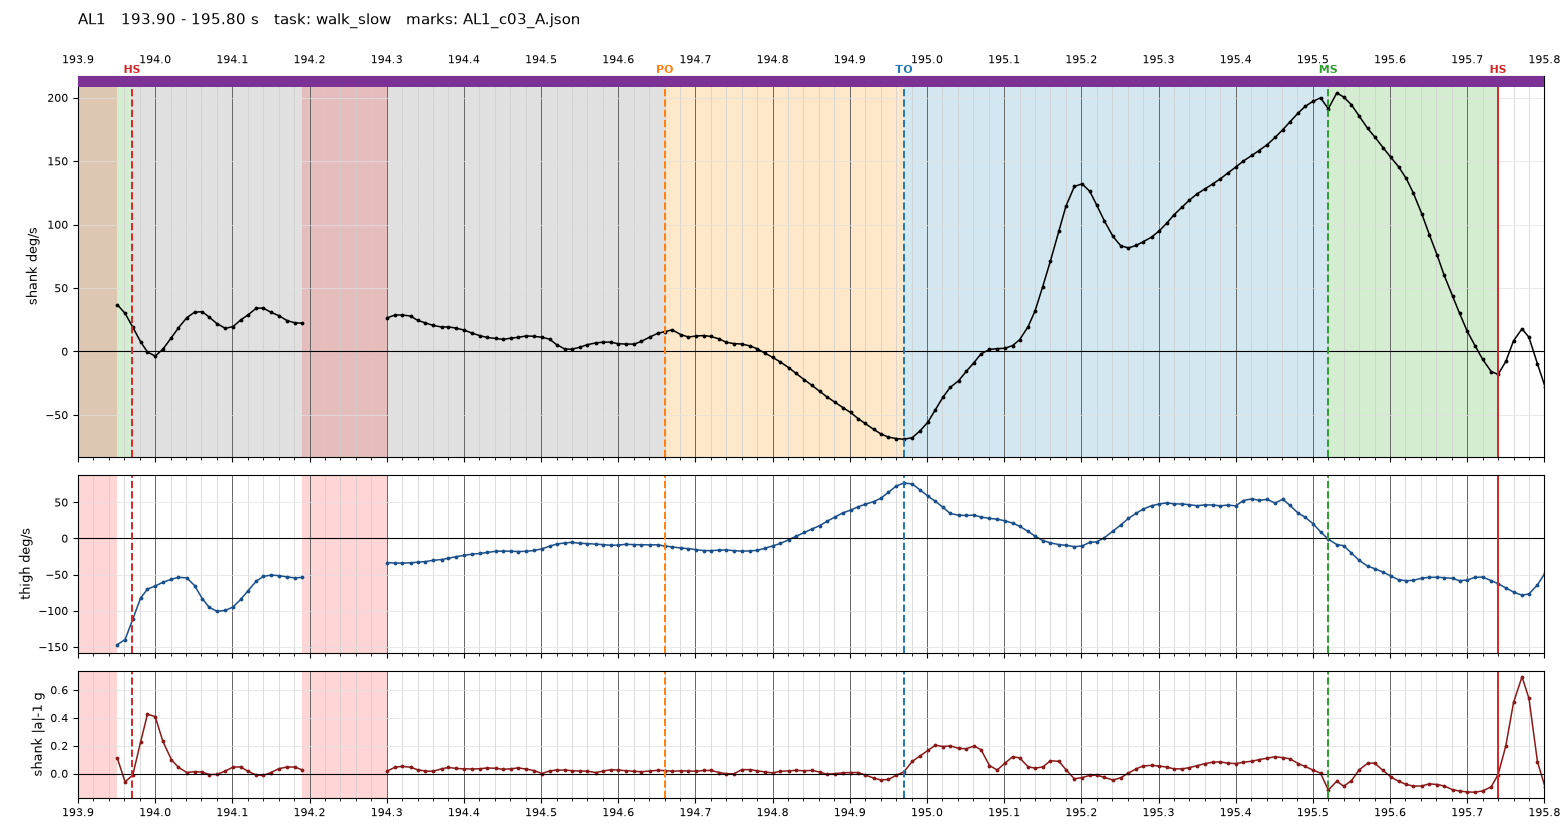 AL1   193.90 - 195.80 s   task: walk_slow   marks: AL1_c03_A.json
193.9 194.0 194.1 194.2 194.3 194.4 194.5 194.6 194.7 194.8 194.9 195.0 195.1 195.2 195.3 195.4 195.5 195.6 195.7 195.8
HS PO TO MS HS
shank deg/s
200
150
100
50
0
−50
thigh deg/s
50
0
−50
−100
−150
shank |a|-1 g
0.6
0.4
0.2
0.0
193.9 194.0 194.1 194.2 194.3 194.4 194.5 194.6 194.7 194.8 194.9 195.0 195.1 195.2 195.3 195.4 195.5 195.6 195.7 195.8